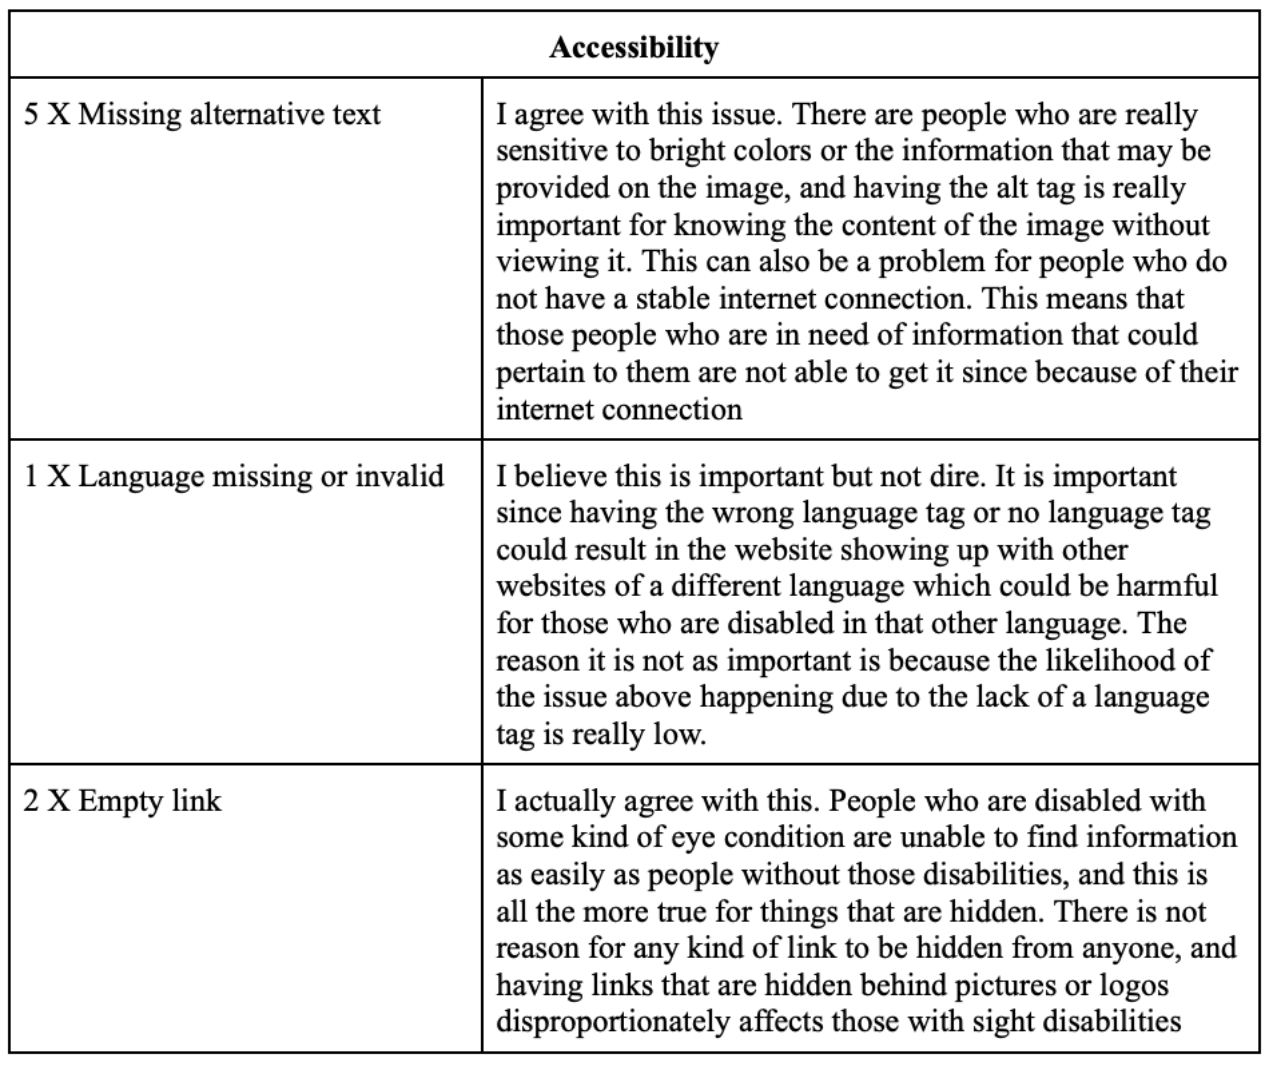 Accessibility
5 X Missing alternative text
I agree with this issue. There are people who are really
sensitive to bright colors or the information that may be
provided on the image, and having the alt tag is really
important for knowing the content of the image without
viewing it. This can also be a problem for people who do
not have a stable internet connection. This means that
those people who are in need of information that could
pertain to them are not able to get it since because of their
internet connection
1 X Language missing or invalid
I believe this is important but not dire. It is important
since having the wrong language tag or no language tag
could result in the website showing up with other
websites of a different language which could be harmful
for those who are disabled in that other language. The
reason it is not as important is because the likelihood of
the issue above happening due to the lack of a language
tag is really low.
2 X Empty link
I actually agree with this. People who are disabled with
some kind of eye condition are unable to find information
as easily as people without those disabilities, and this is
all the more true for things that are hidden. There is not
reason for any kind of link to be hidden from anyone, and
having links that are hidden behind pictures or logos
disproportionately affects those with sight disabilities